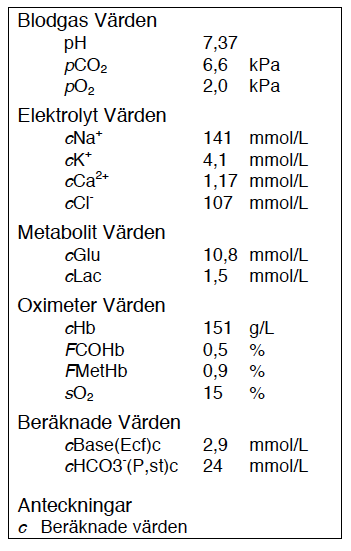 Blodgas Värden
pH 7,37
pCO₂ 6,6 kPa
pO₂ 2,0 kPa
Elektrolyt Värden
cNa⁺ 141 mmol/L
cK⁺ 4,1 mmol/L
cCa²⁺ 1,17 mmol/L
cCl⁻ 107 mmol/L
Metabolit Värden
cGlu 10,8 mmol/L
cLac 1,5 mmol/L
Oximeter Värden
cHb 151 g/L
FCOHb 0,5 %
FMetHb 0,9 %
sO₂ 15 %
Beräknade Värden
cBase(Ecf)c 2,9 mmol/L
cHCO3⁻(P,st)c 24 mmol/L
Anteckningar
c Beräknade värden